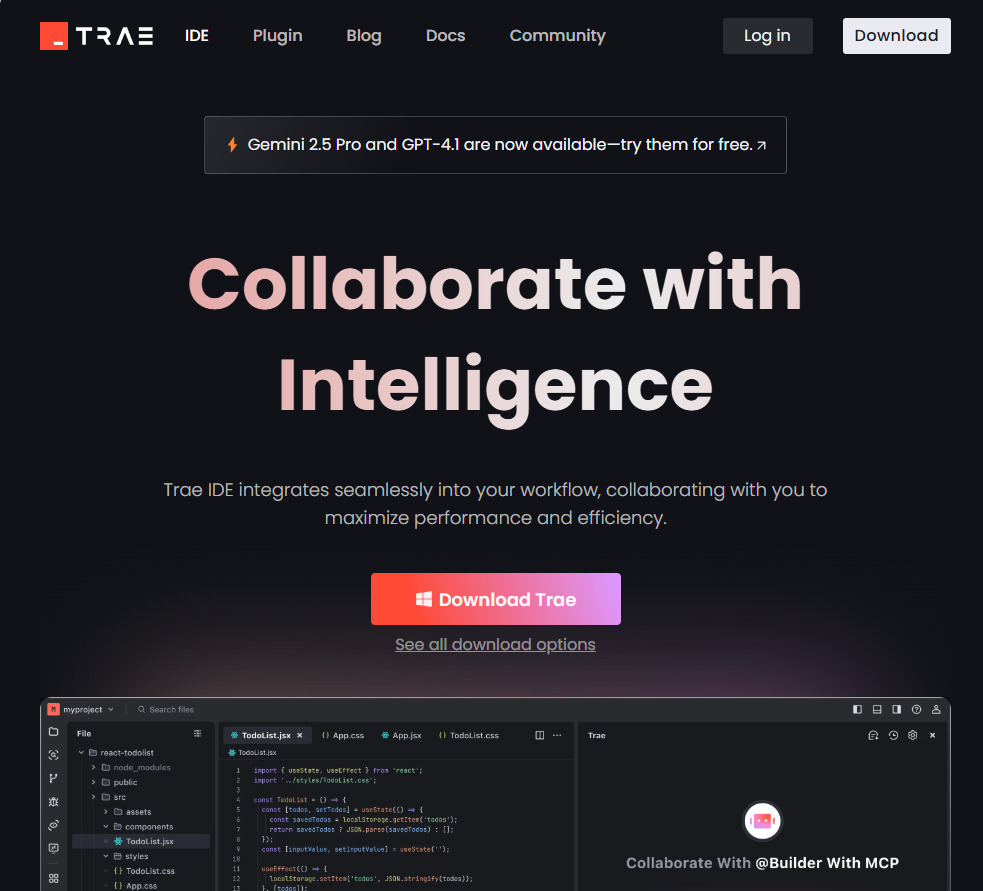 TRAE IDE Plugin Blog Docs Community Log in Download
Gemini 2.5 Pro and GPT-4.1 are now available—try them for free.
Collaborate with
Intelligence
Trae IDE integrates seamlessly into your workflow, collaborating with you to
maximize performance and efficiency.
Download Trae
See all download options
M myproject Search files
File
react-todolist
node_modules
public
src
assets
components
TodoList.jsx
styles
TodoList.css
App.css
TodoList.jsx App.css App.jsx TodoList.css
TodoList.jsx
1 import { useState, useEffect } from 'react';
2 import '../styles/TodoList.css';
3
4 const TodoList = () => {
5 const [todos, setTodos] = useState(() => {
6 const savedTodos = localStorage.getItem('todos');
7 return savedTodos ? JSON.parse(savedTodos) : [];
8 });
9 const [inputValue, setInputValue] = useState('');
10
11 useEffect(() => {
12 localStorage.setItem('todos', JSON.stringify(todos));
13 }, [todos]);
Trae
Collaborate With @Builder With MCP